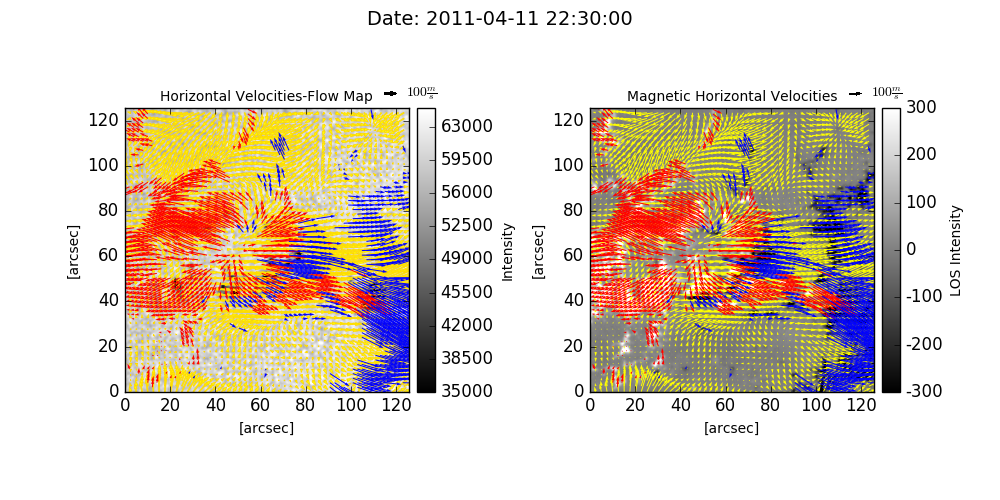 Date: 2011-04-11 22:30:00
Horizontal Velocities-Flow Map
100 m/s
120
100
80
60
40
20
0
[arcsec]
0 20 40 60 80 100 120
[arcsec]
63000
59500
56000
52500
49000
45500
42000
38500
35000
Intensity
Magnetic Horizontal Velocities
100 m/s
120
100
80
60
40
20
0
[arcsec]
0 20 40 60 80 100 120
[arcsec]
300
200
100
0
-100
-200
-300
LOS Intensity